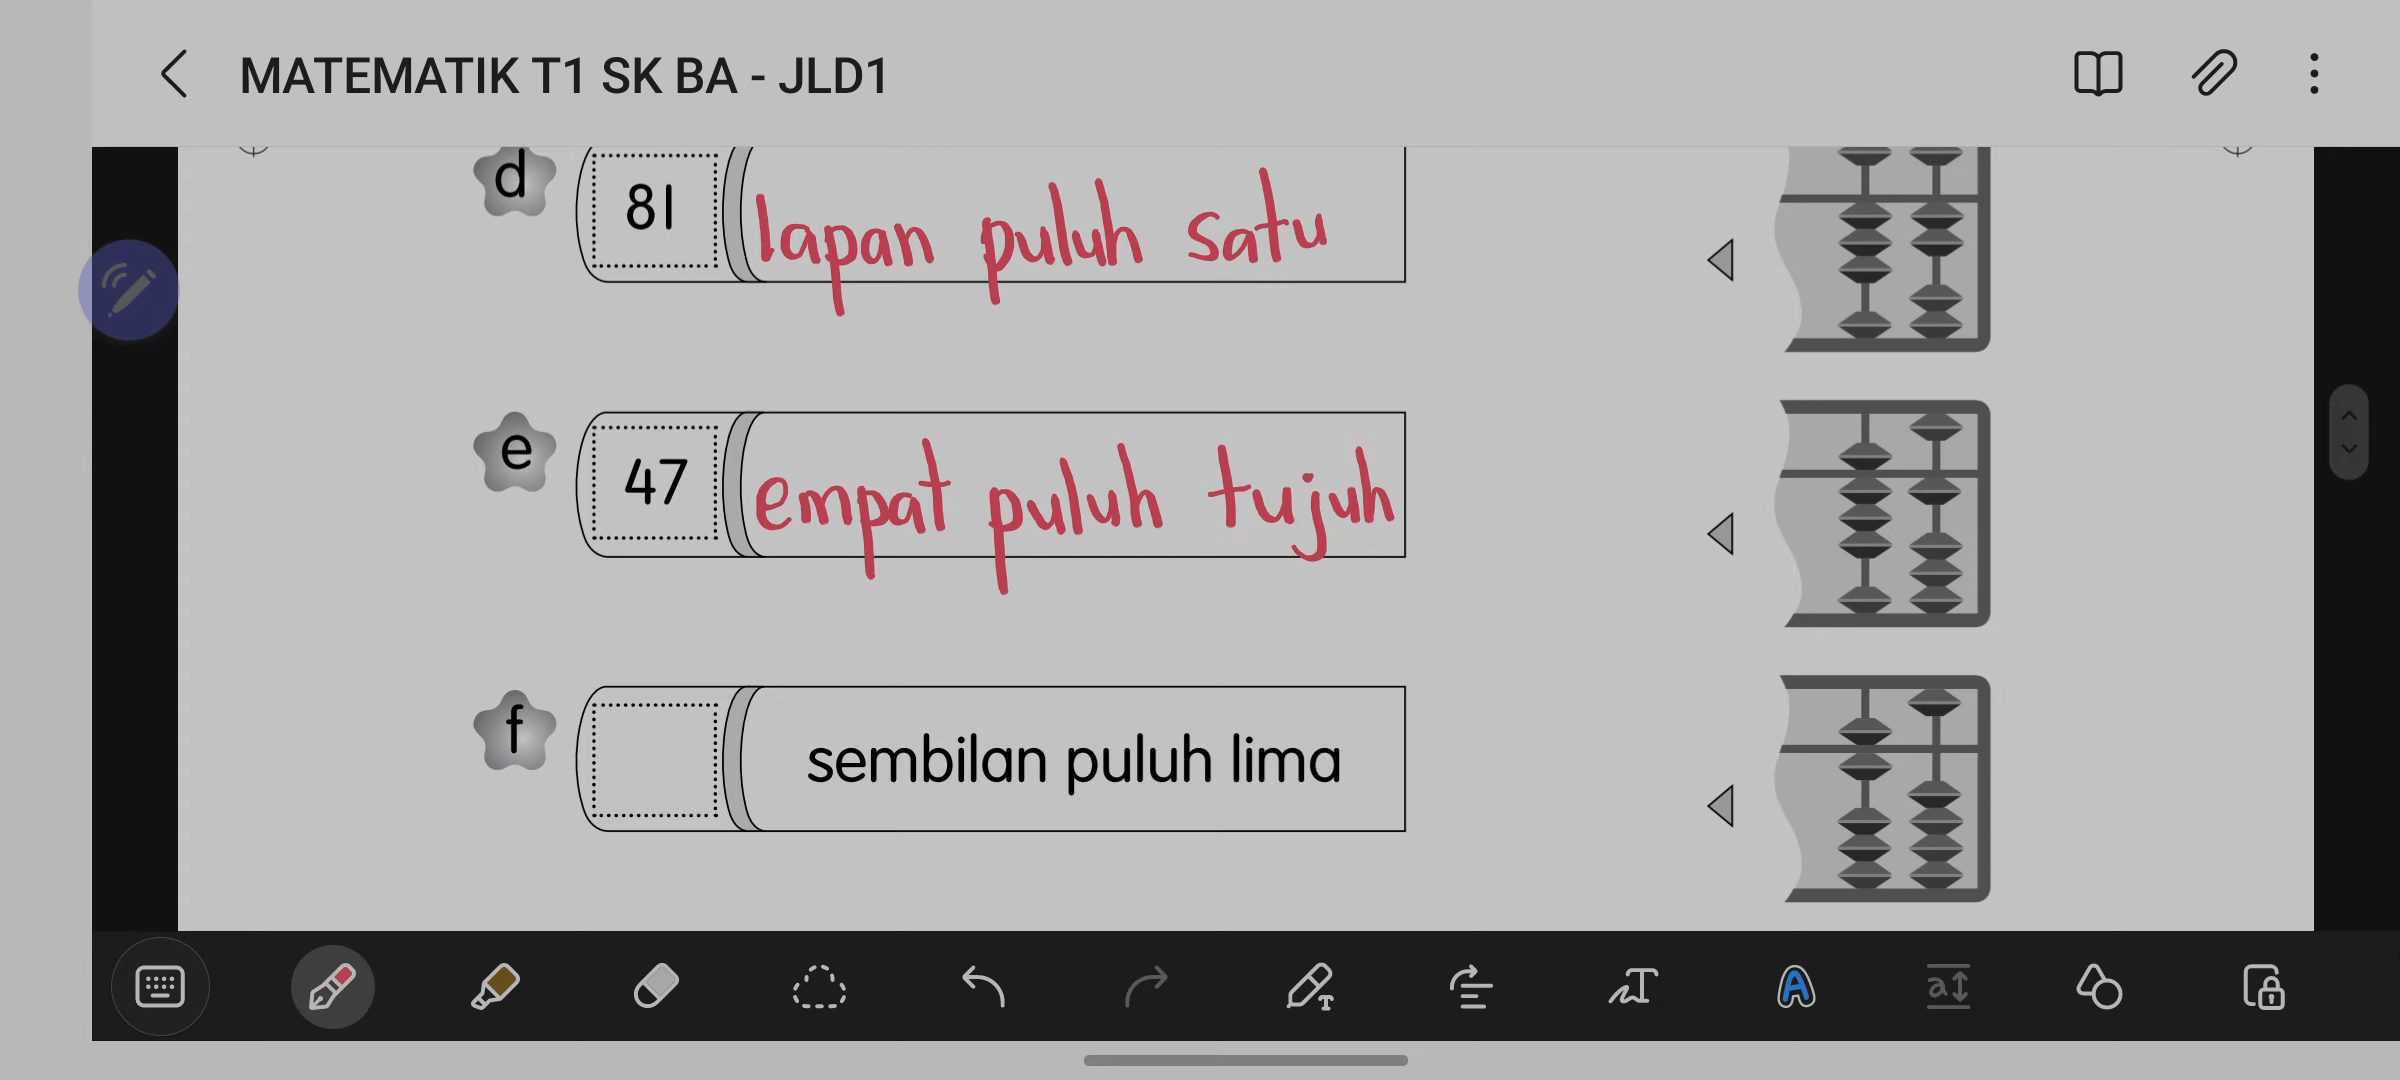 MATEMATIK T1 SK BA - JLD1
d 81 lapan puluh satu
e 47 empat puluh tujuh
f sembilan puluh lima